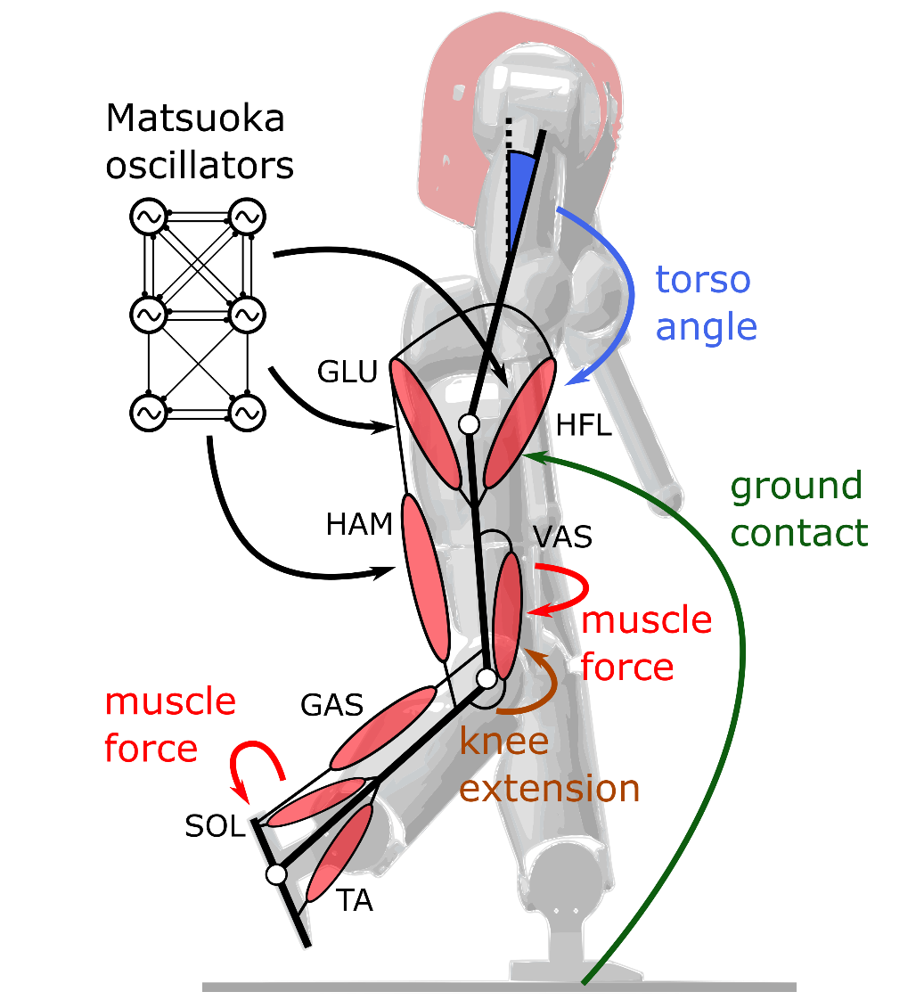 Matsuoka
oscillators
torso
angle
GLU
HFL
ground
contact
HAM
VAS
muscle
force
muscle
force
GAS
knee
extension
SOL
TA